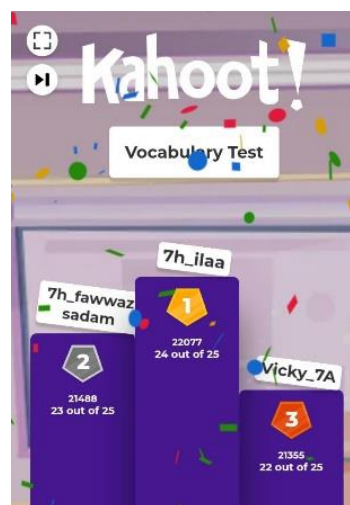 Kahoot!
Vocabulary Test
7h_ilaa
1
22077
24 out of 25
7h_fawwaz
sadam
2
21488
23 out of 25
Vicky_7A
3
21355
22 out of 25